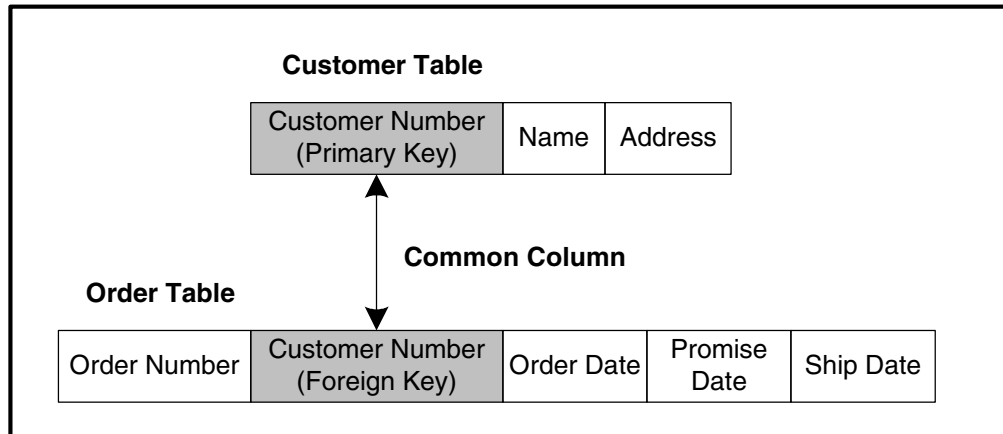 Customer Table
Customer Number
(Primary Key)
Name
Address
Common Column
Order Table
Order Number
Customer Number
(Foreign Key)
Order Date
Promise
Date
Ship Date